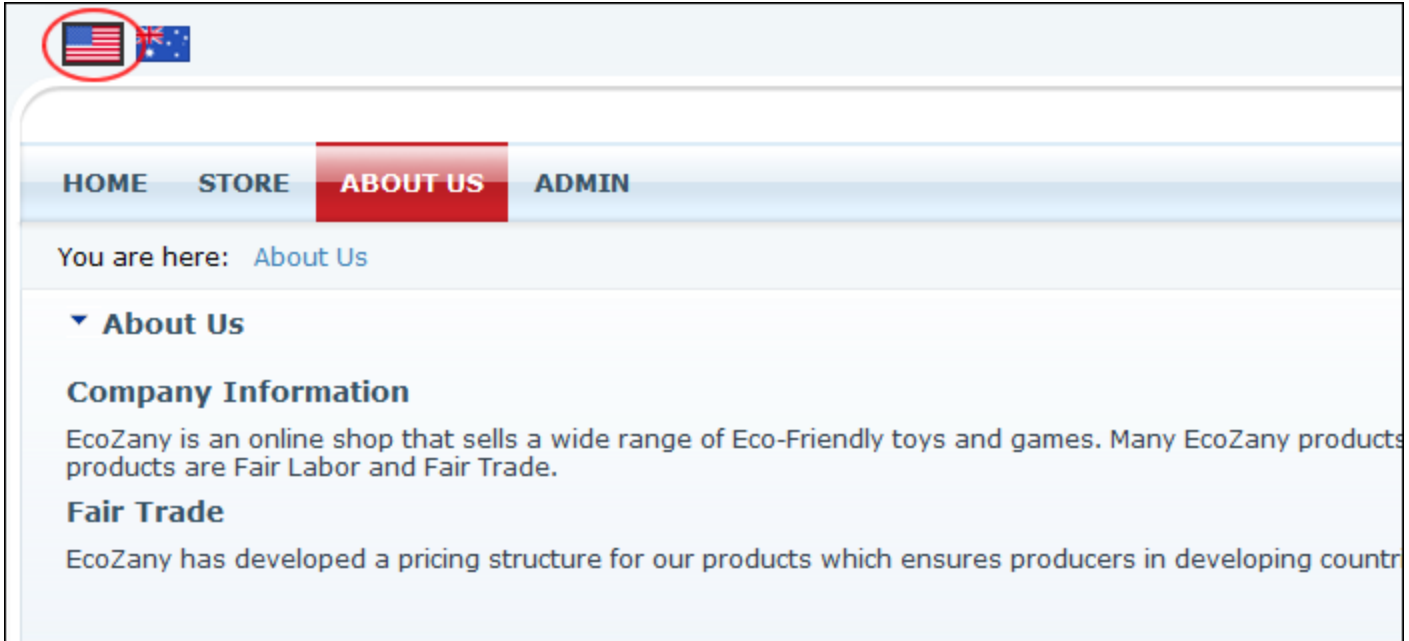 HOME STORE ABOUT US ADMIN
You are here: About Us
About Us
Company Information
EcoZany is an online shop that sells a wide range of Eco-Friendly toys and games. Many EcoZany products
products are Fair Labor and Fair Trade.
Fair Trade
EcoZany has developed a pricing structure for our products which ensures producers in developing